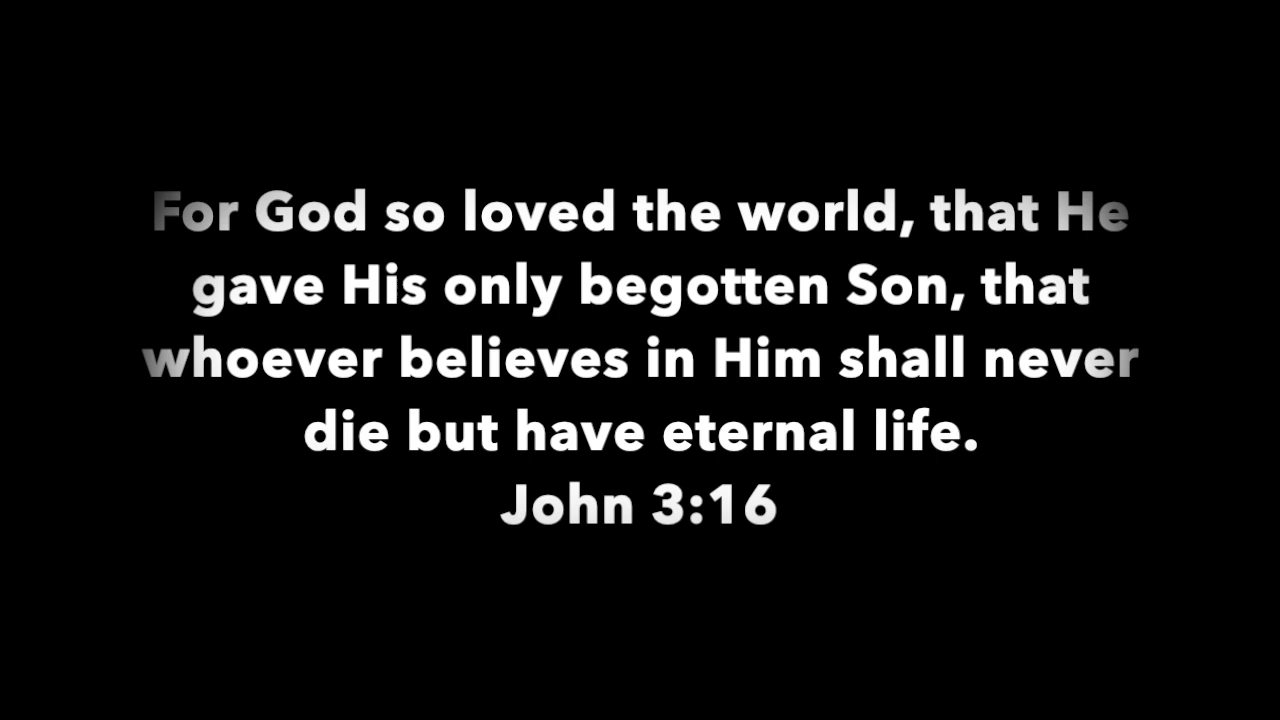 For God so loved the world, that He
gave His only begotten Son, that
whoever believes in Him shall never
die but have eternal life.
John 3:16